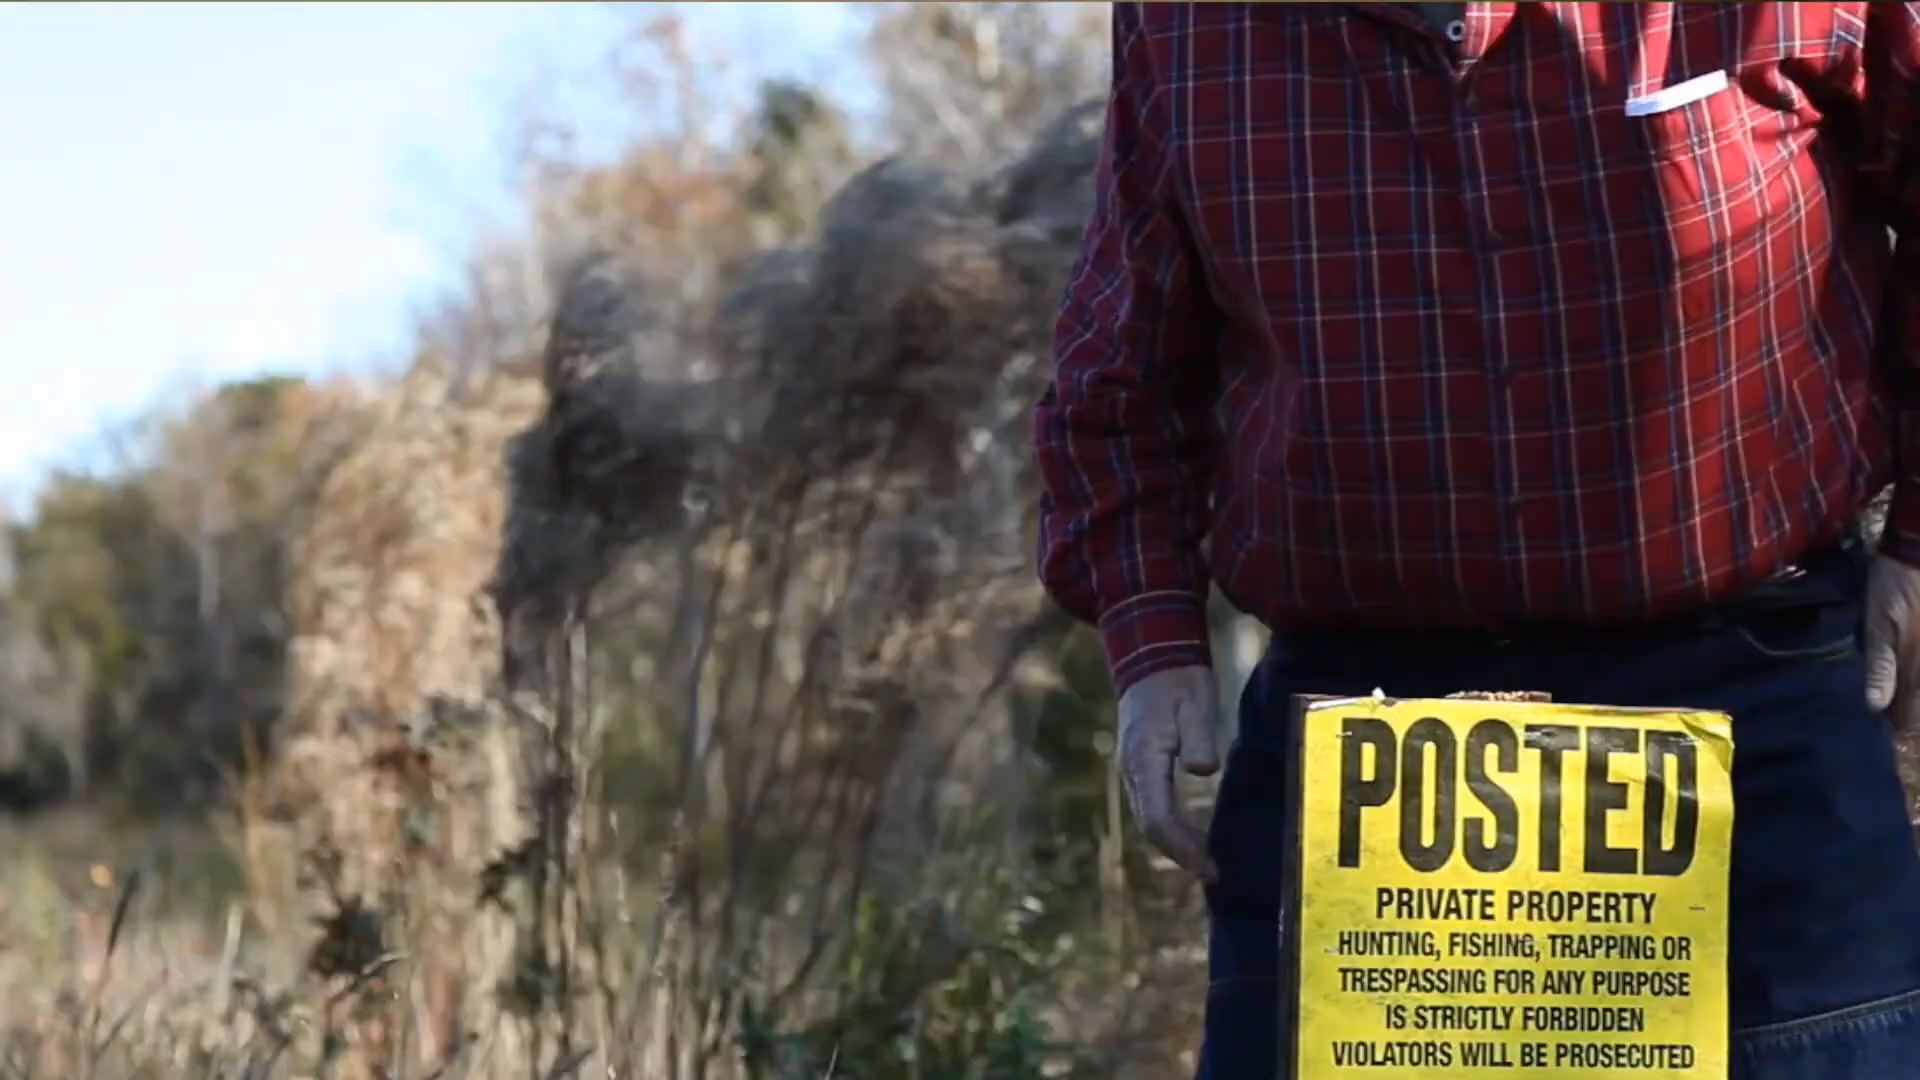 POSTED
PRIVATE PROPERTY
HUNTING, FISHING, TRAPPING OR
TRESPASSING FOR ANY PURPOSE
IS STRICTLY FORBIDDEN
VIOLATORS WILL BE PROSECUTED